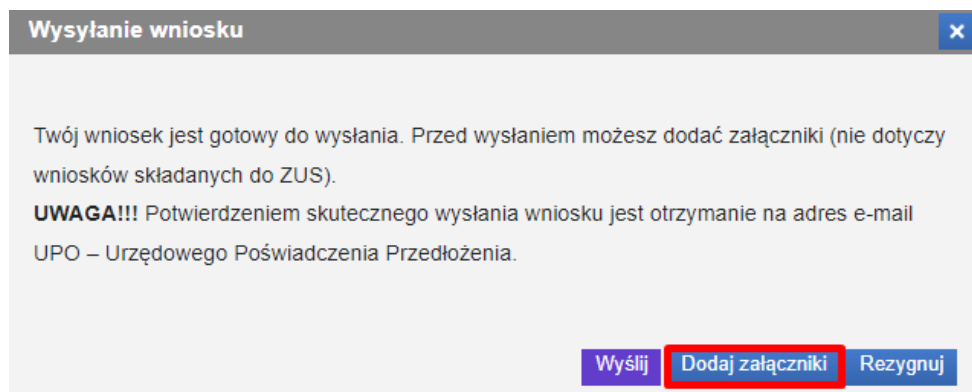 Wysyłanie wniosku
Twój wniosek jest gotowy do wysłania. Przed wysłaniem możesz dodać załączniki (nie dotyczy
wniosków składanych do ZUS).
UWAGA!!! Potwierdzeniem skutecznego wysłania wniosku jest otrzymanie na adres e-mail
UPO – Urzędowego Poświadczenia Przedłożenia.
Wyślij Dodaj załączniki Rezygnuj